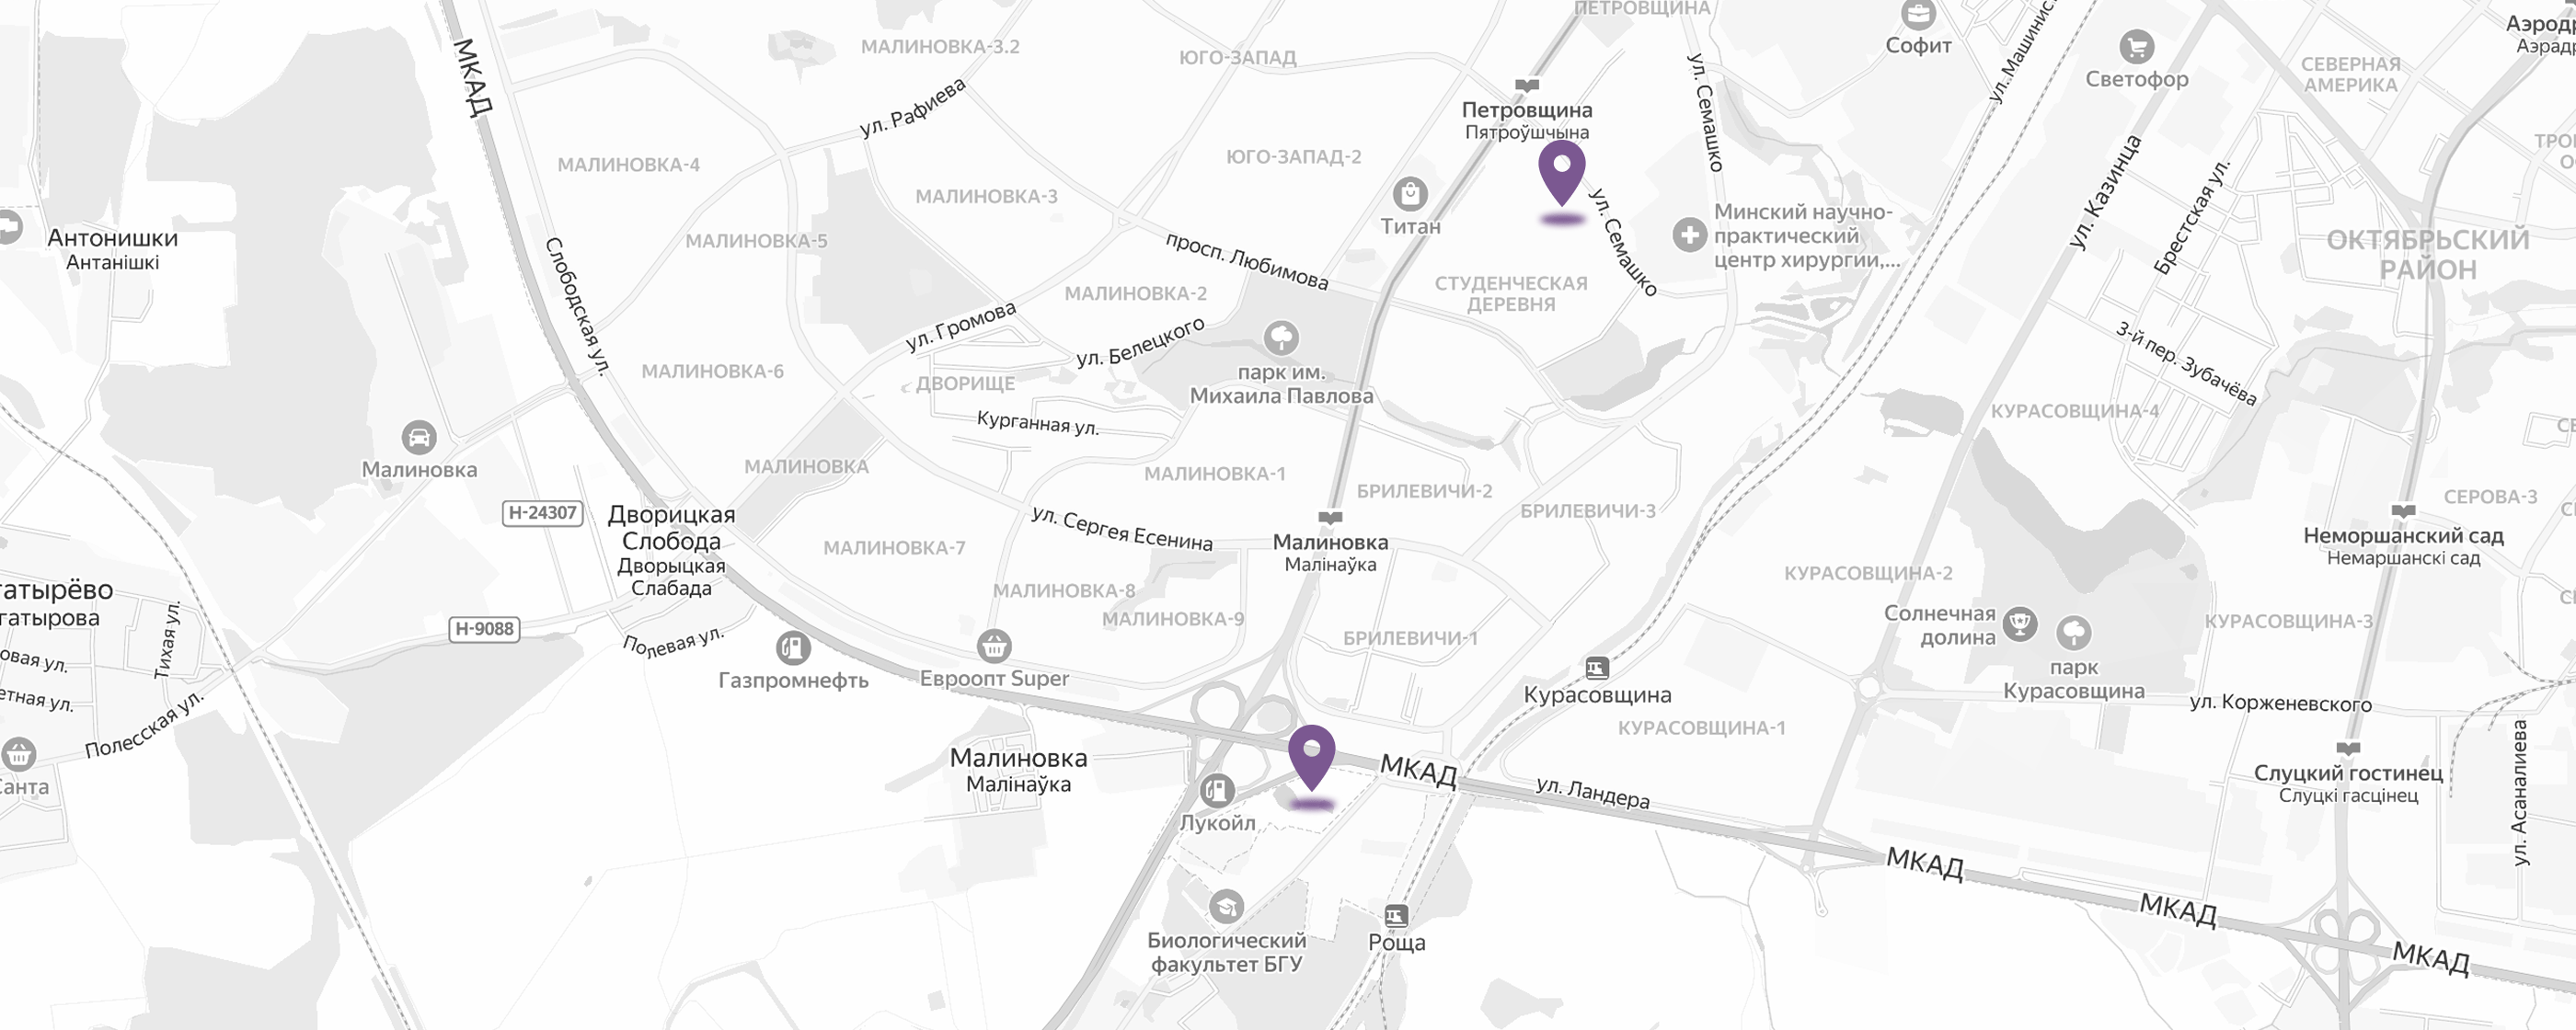 МКАД
МАЛИНОВКА-3.2
ЮГО-ЗАПАД
ПЕТРОВЩИНА
Софит
ул. Семашко
Светофор
СЕВЕРНАЯ
АМЕРИКА
ул. Рафиева
Петровщина
Пятроўшчына
МАЛИНОВКА-4
ЮГО-ЗАПАД-2
МАЛИНОВКА-3
Титан
ул. Семашко
Минский научно-
практический
центр хирургии,...
ул. Казинца
Брестская ул.
ОКТЯБРЬСКИЙ
РАЙОН
Антонишки
Антанішкі
МАЛИНОВКА-5
просп. Любимова
Слободская ул.
МАЛИНОВКА-2
СТУДЕНЧЕСКАЯ
ДЕРЕВНЯ
ул. Громова
ул. Белецкого
3-й пер. Зубачёва
МАЛИНОВКА-6
ДВОРИЩЕ
парк им.
Михаила Павлова
Курганная ул.
КУРАСОВЩИНА-4
Малиновка
МАЛИНОВКА
МАЛИНОВКА-1
БРИЛЕВИЧИ-2
БРИЛЕВИЧИ-3
СЕРОВА-3
Н-24307
Дворицкая
Слобода
Дворыцкая
Слабада
ул. Сергея Есенина
МАЛИНОВКА-7
Малиновка
Малінаўка
Неморшанский сад
Немаршанскі сад
КУРАСОВЩИНА-2
МАЛИНОВКА-8
МАЛИНОВКА-9
Солнечная
долина
КУРАСОВЩИНА-3
Н-9088
Тихая ул.
Полевая ул.
БРИЛЕВИЧИ-1
Газпромнефть
Евроопт Super
Курасовщина
парк
Курасовщина
ул. Корженевского
Полесская ул.
КУРАСОВЩИНА-1
Малиновка
Малінаўка
МКАД
ул. Ландера
Слуцкий гостинец
Слуцкі гасцінец
ул. Асаналиева
Лукойл
МКАД
МКАД
Биологический
факультет БГУ
Роща
МКАД